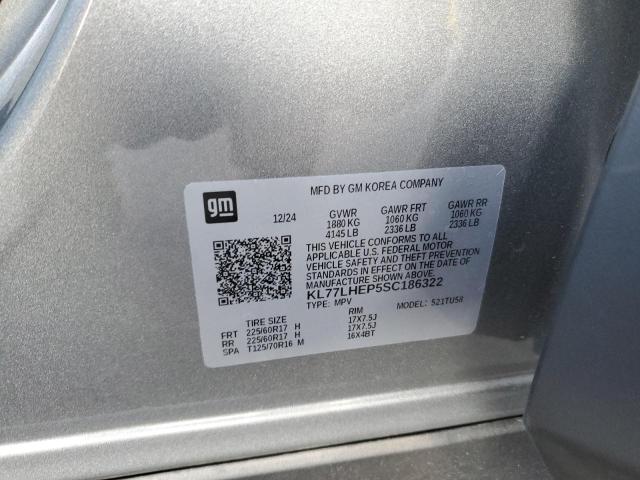 MFD BY GM KOREA COMPANY
gm
12/24
GVWR GAWR FRT GAWR RR
1880 KG 1060 KG 1060 KG
4145 LB 2336 LB 2336 LB
THIS VEHICLE CONFORMS TO ALL
APPLICABLE U.S. FEDERAL MOTOR
VEHICLE SAFETY AND THEFT PREVENTION
STANDARDS IN EFFECT ON THE DATE OF
MANUFACTURE SHOWN ABOVE.
KL77LHEP5SC186322
TYPE: MPV MODEL: 521TU58
TIRE SIZE RIM
FRT 225/60R17 H 17X7.5J
RR 225/60R17 H 17X7.5J
SPA T125/70R16 M 16X4BT